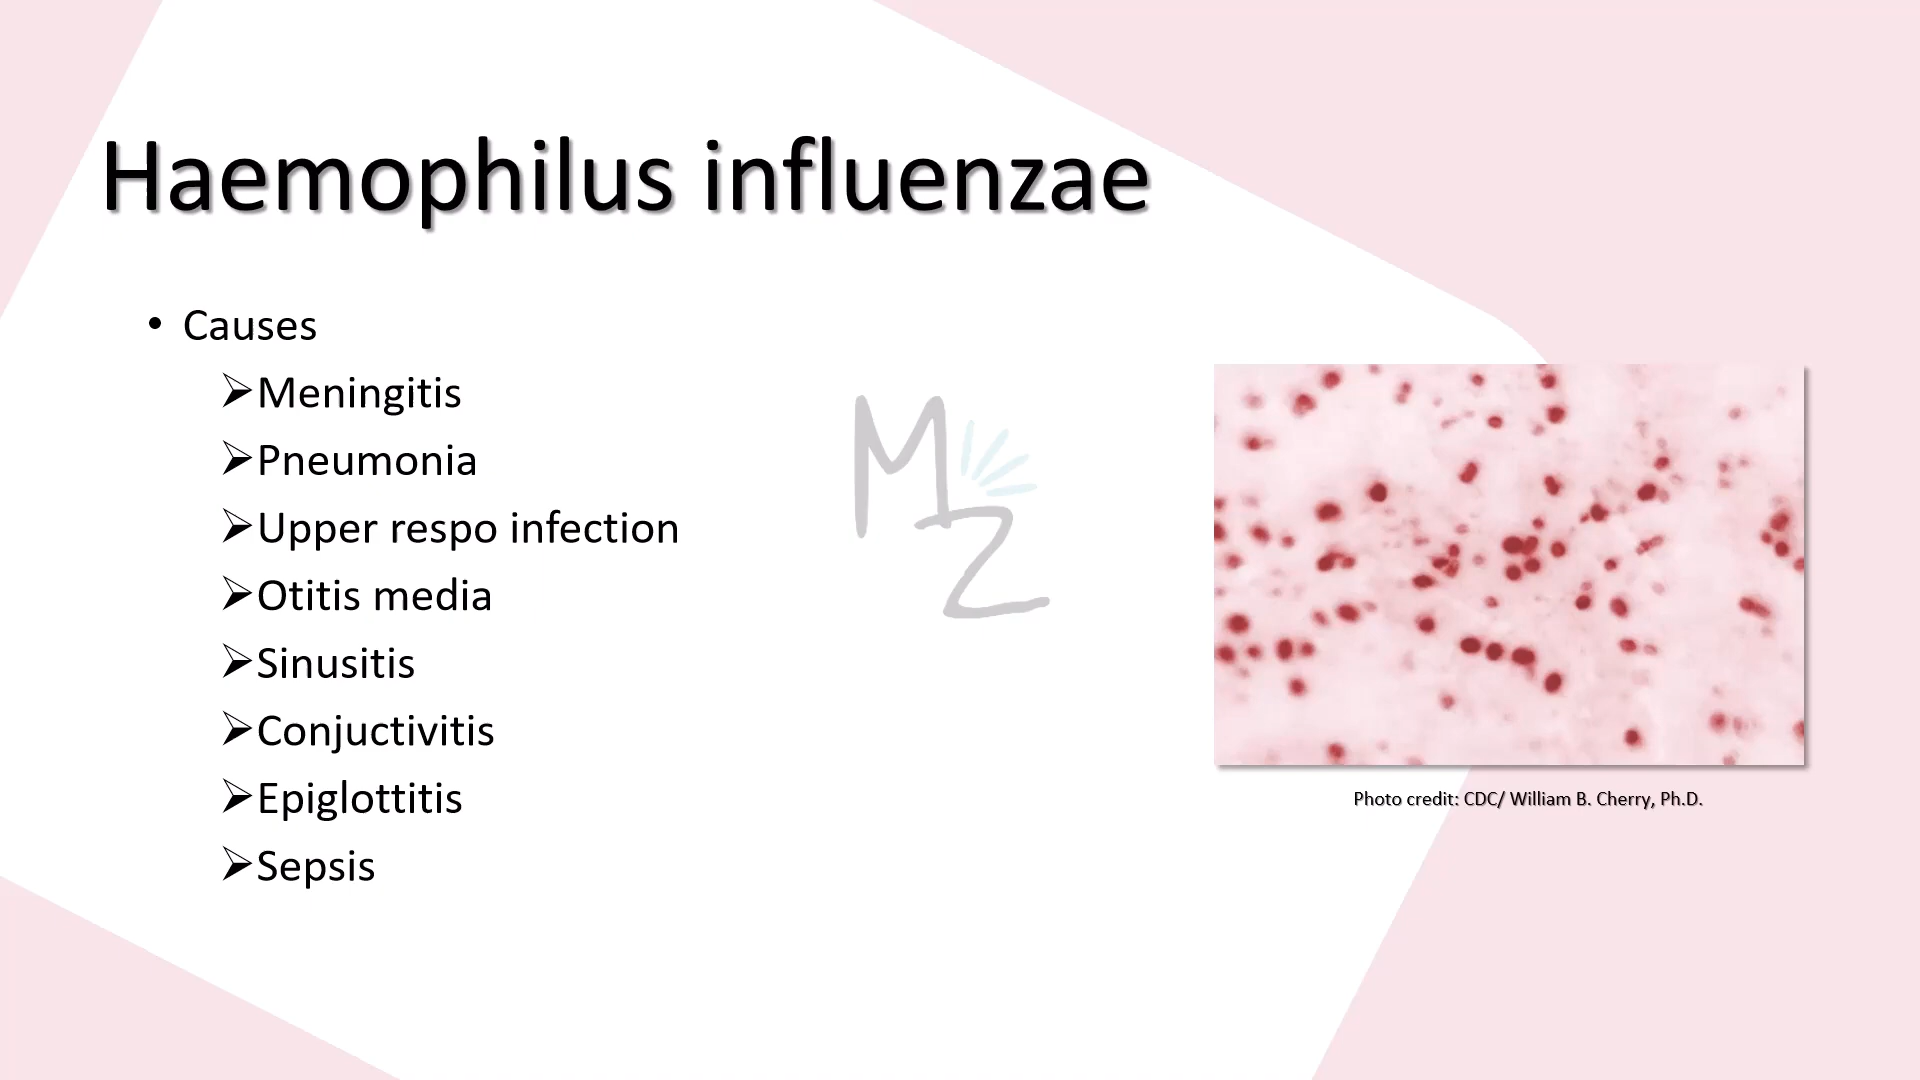 Haemophilus influenzae
• Causes
➢Meningitis
➢Pneumonia
➢Upper respo infection
➢Otitis media
➢Sinusitis
➢Conjuctivitis
➢Epiglottitis
➢Sepsis
MZ
Photo credit: CDC/ William B. Cherry, Ph.D.